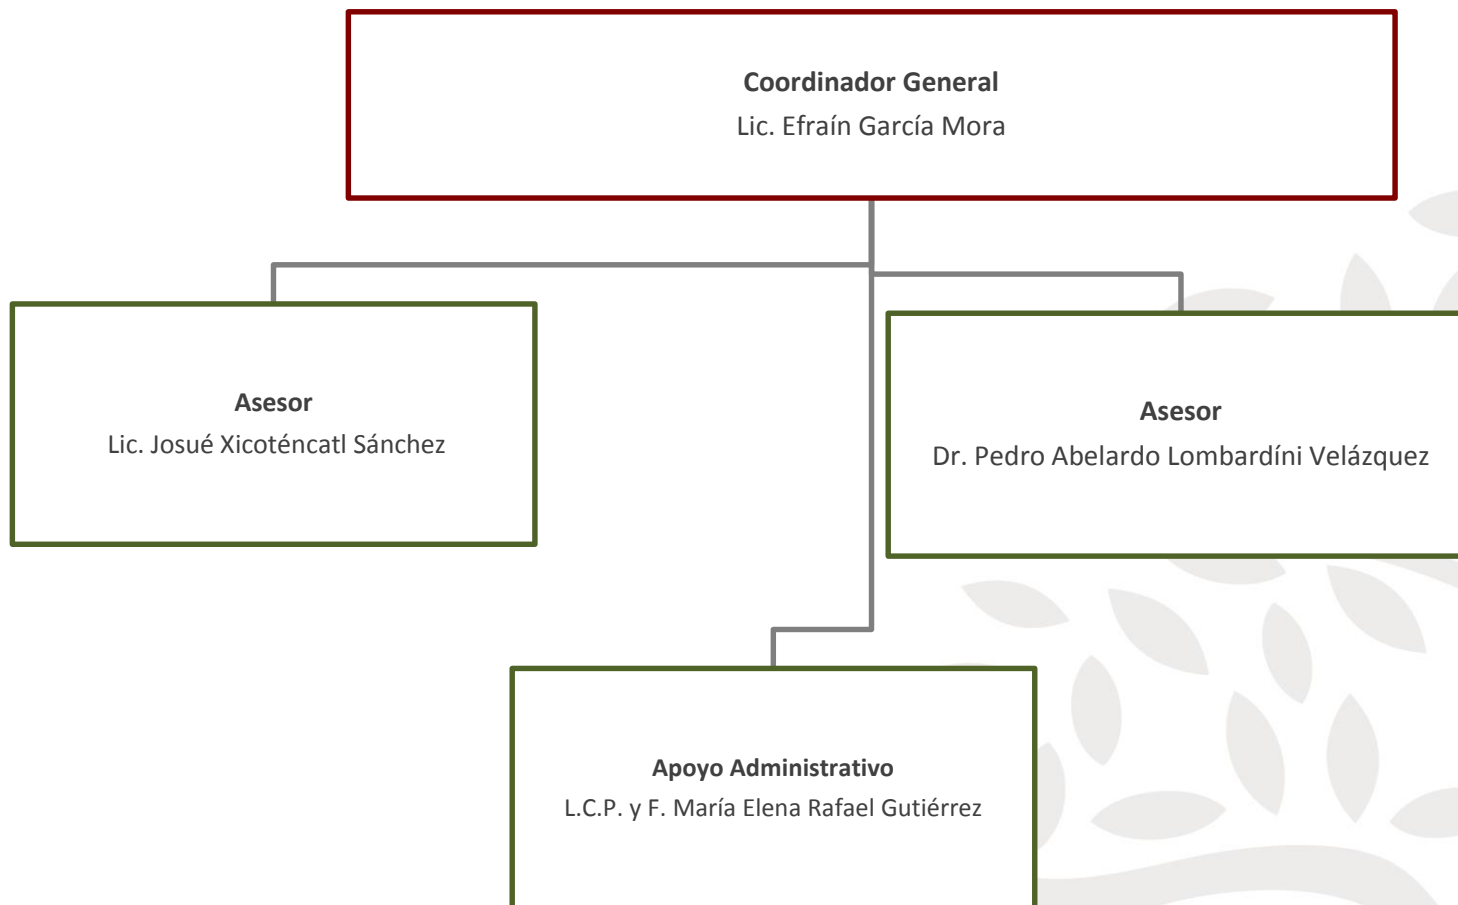 Coordinador General
Lic. Efraín García Mora
Asesor
Lic. Josué Xicoténcatl Sánchez
Asesor
Dr. Pedro Abelardo Lombardíni Velázquez
Apoyo Administrativo
L.C.P. y F. María Elena Rafael Gutiérrez